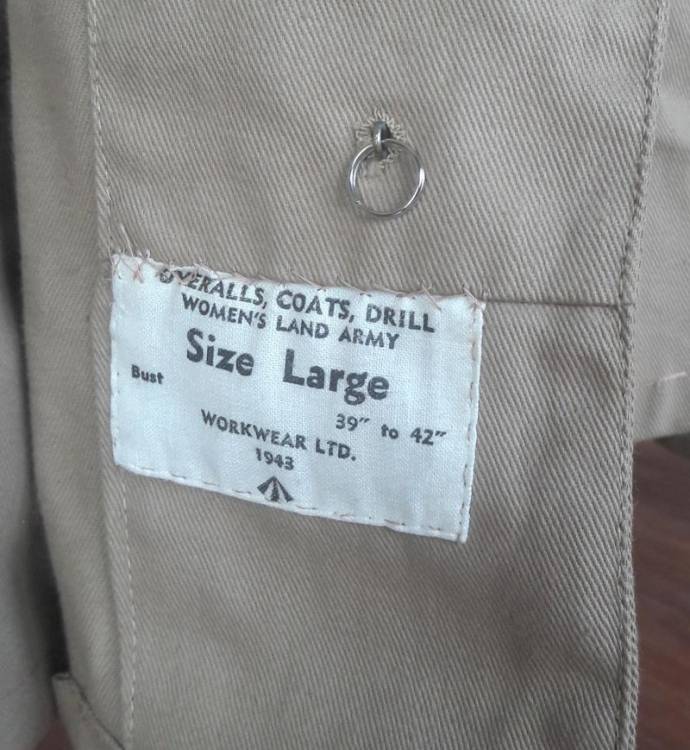 OVERALLS, COATS, DRILL
WOMEN'S LAND ARMY
Size Large
Bust 39" to 42"
WORKWEAR LTD.
1943